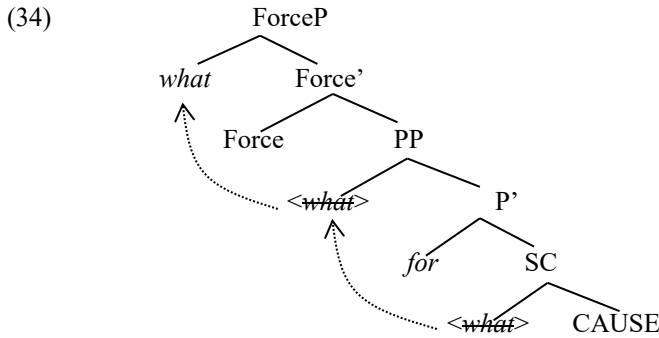 (34) ForceP
what Force’
Force PP
<what> P’
for SC
<what> CAUSE